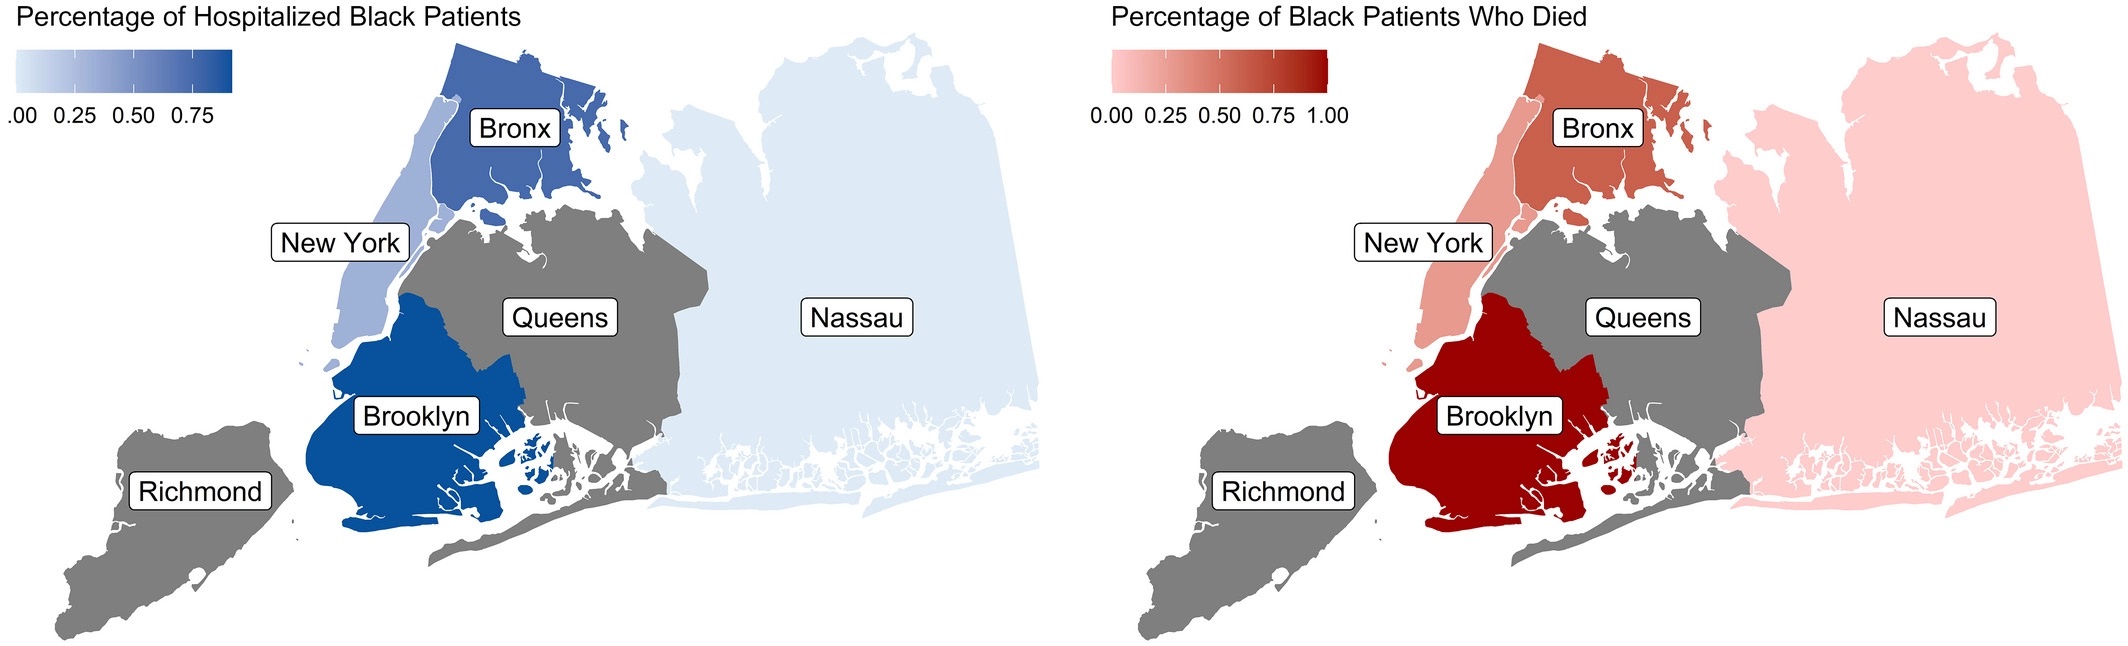 Percentage of Hospitalized Black Patients
.00 0.25 0.50 0.75
Bronx
New York
Queens
Nassau
Brooklyn
Richmond
Percentage of Black Patients Who Died
0.00 0.25 0.50 0.75 1.00
Bronx
New York
Queens
Nassau
Brooklyn
Richmond